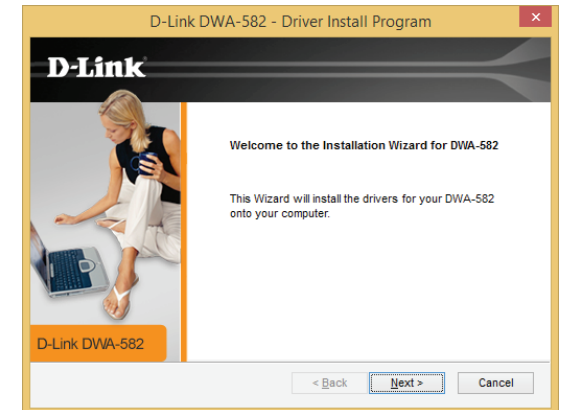 D-Link DWA-582 - Driver Install Program
D-Link
Welcome to the Installation Wizard for DWA-582
This Wizard will install the drivers for your DWA-582
onto your computer.
D-Link DWA-582
< Back
Next >
Cancel